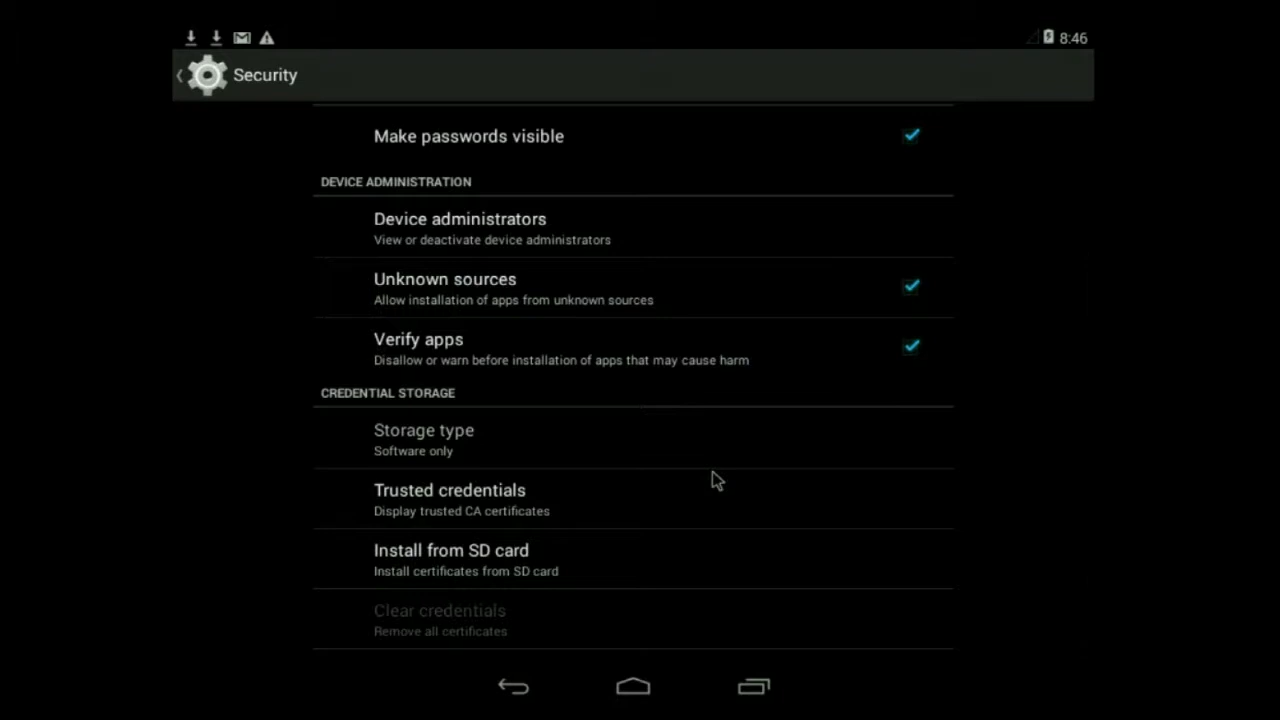 8:46
Security
Make passwords visible
DEVICE ADMINISTRATION
Device administrators
View or deactivate device administrators
Unknown sources
Allow installation of apps from unknown sources
Verify apps
Disallow or warn before installation of apps that may cause harm
CREDENTIAL STORAGE
Storage type
Software only
Trusted credentials
Display trusted CA certificates
Install from SD card
Install certificates from SD card
Clear credentials
Remove all certificates